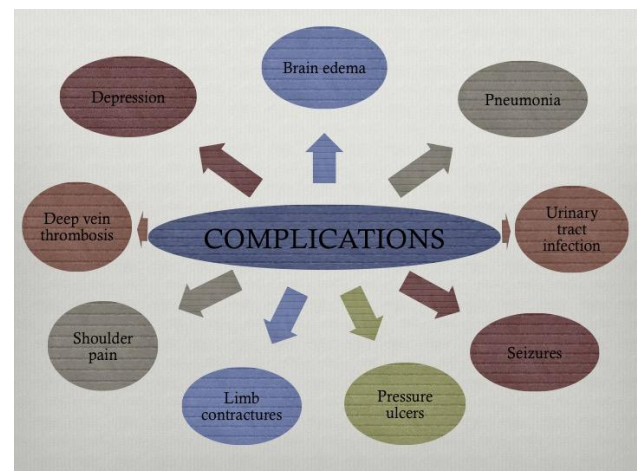 Brain edema
Depression
Pneumonia
Deep vein
thrombosis
COMPLICATIONS
Urinary
tract
infection
Shoulder
pain
Seizures
Limb
contractures
Pressure
ulcers